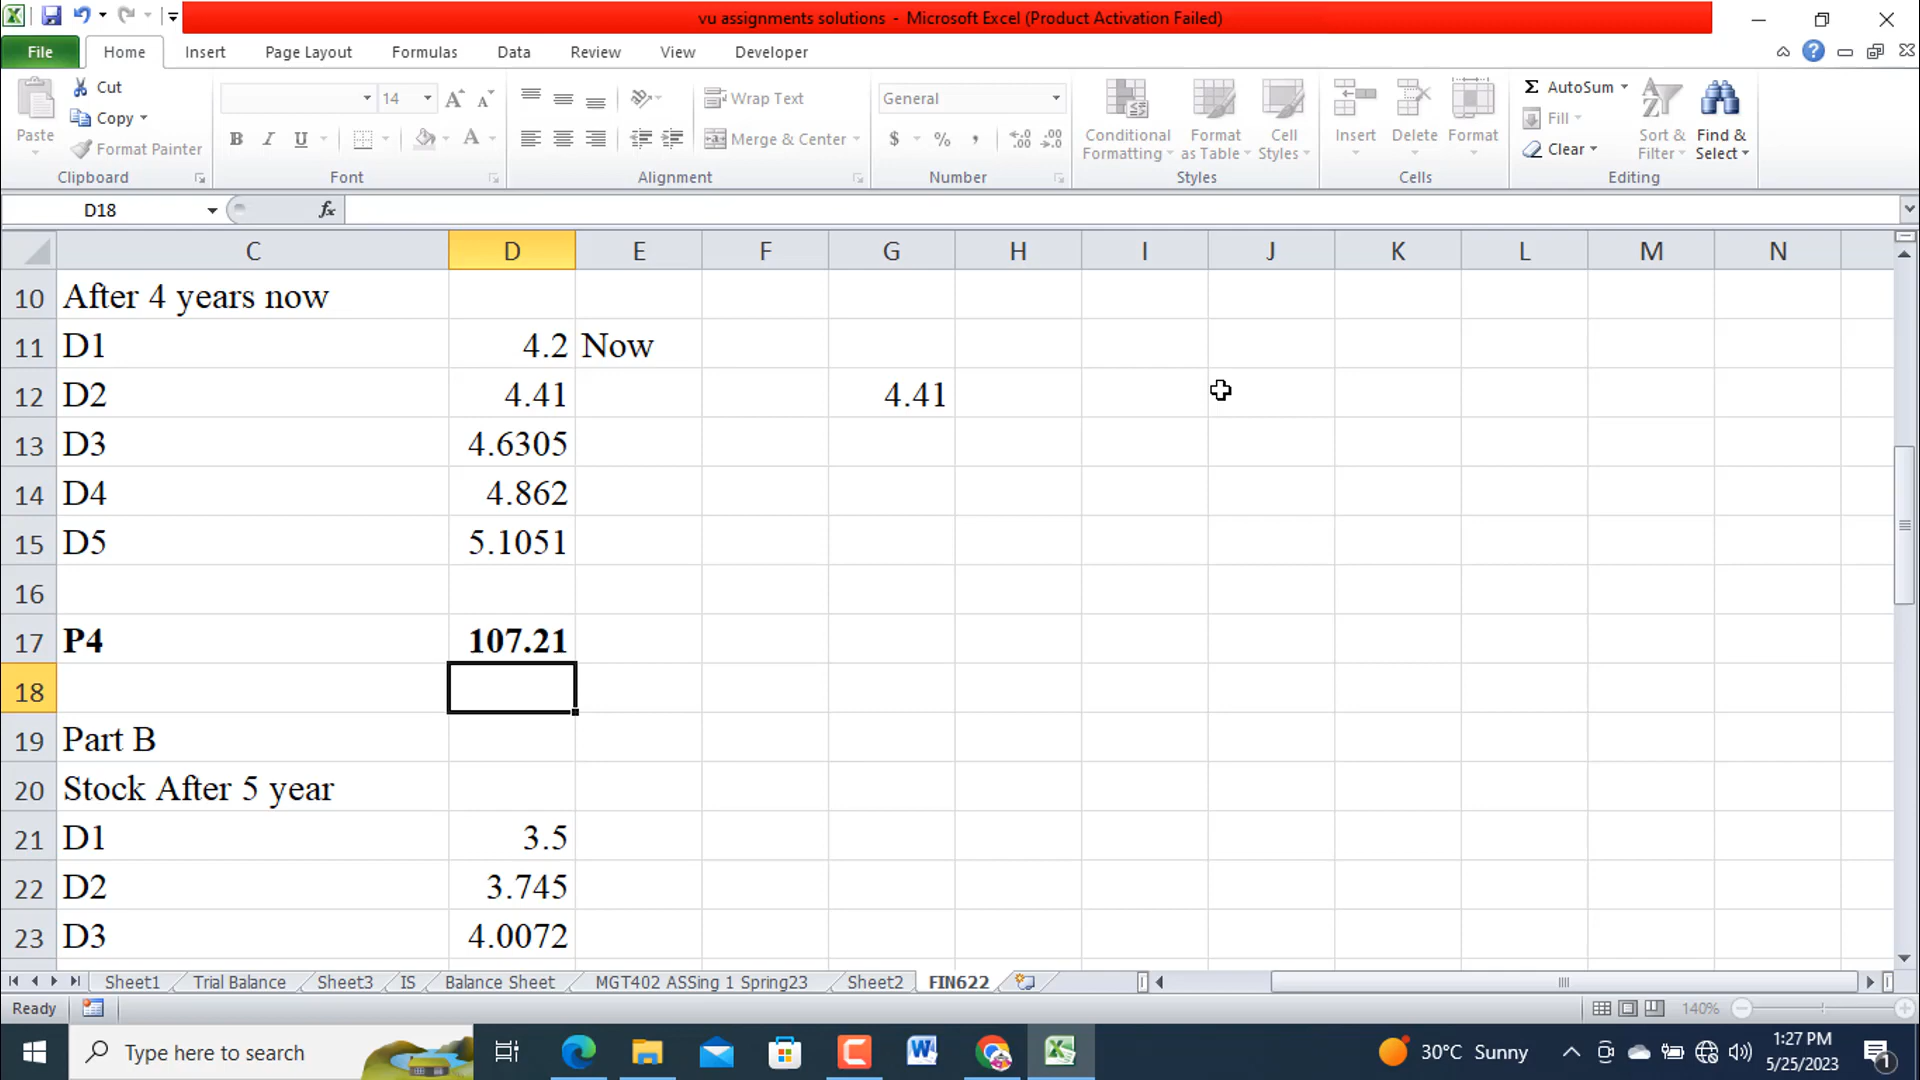 vu assignments solutions - Microsoft Excel (Product Activation Failed)
File Home Insert Page Layout Formulas Data Review View Developer
Paste
Cut
Copy
Format Painter
Clipboard
14
B I U
Font
Wrap Text
Merge & Center
Alignment
General
$ % ,
Number
Conditional Formatting
Format as Table
Cell Styles
Styles
Insert Delete Format
Cells
Σ AutoSum
Fill
Clear
Sort & Filter
Find & Select
Editing
D18 fx
C D E F G H I J K L M N
10 After 4 years now
11 D1 4.2 Now
12 D2 4.41 4.41
13 D3 4.6305
14 D4 4.862
15 D5 5.1051
16
17 P4 107.21
18
19 Part B
20 Stock After 5 year
21 D1 3.5
22 D2 3.745
23 D3 4.0072
Sheet1 Trial Balance Sheet3 IS Balance Sheet MGT402 ASSing 1 Spring23 Sheet2 FIN622
Ready 140%
Type here to search
30°C Sunny
1:27 PM
5/25/2023
1